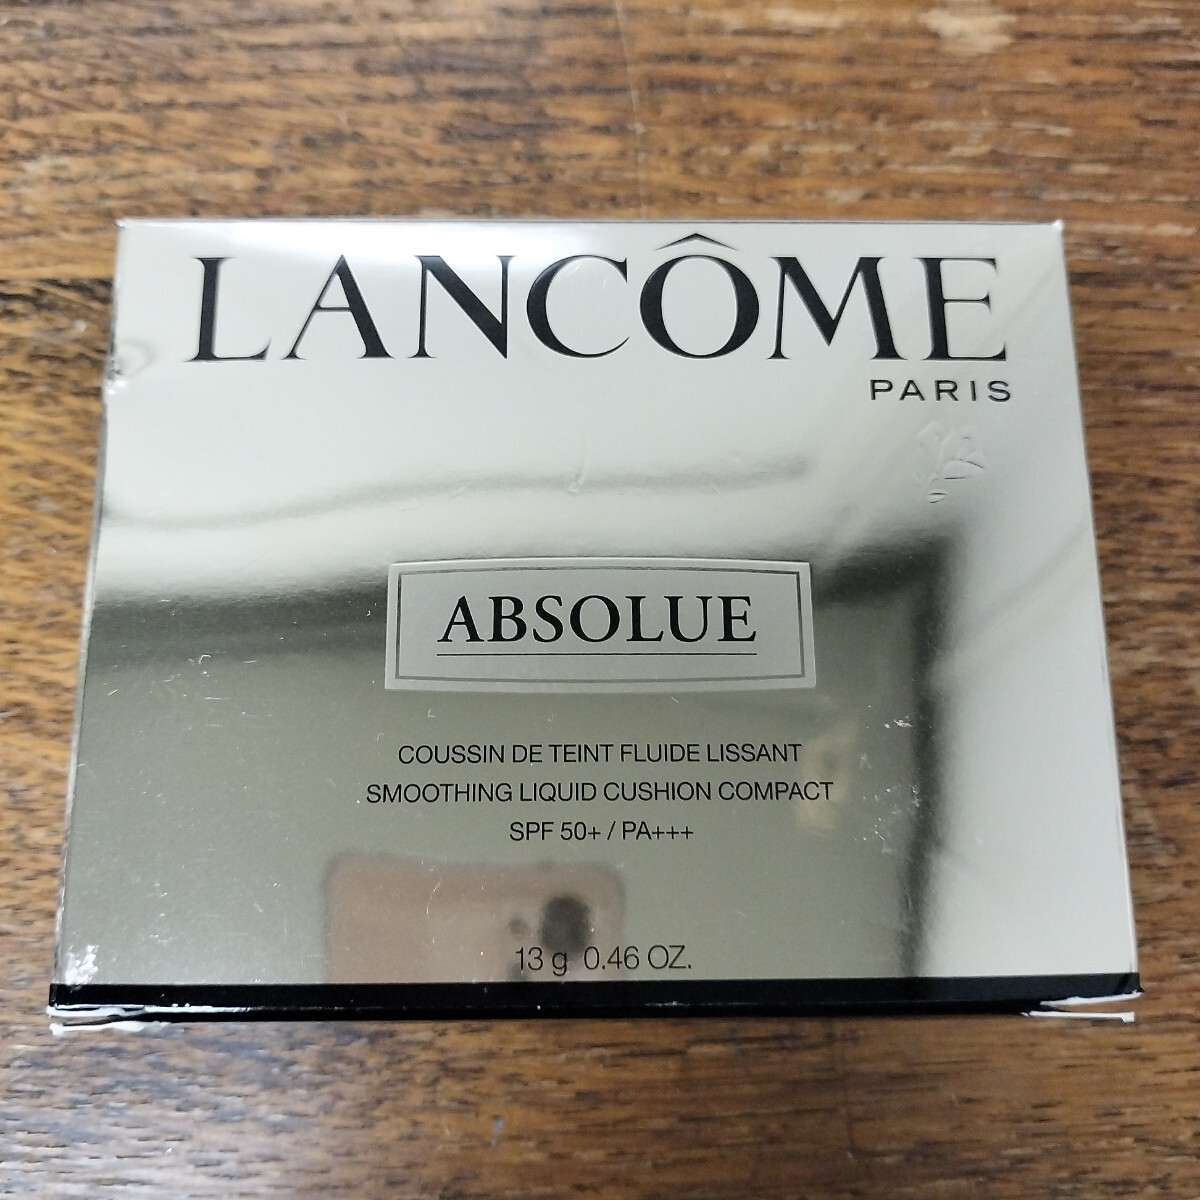 LANCÔME
PARIS
ABSOLUE
COUSSIN DE TEINT FLUIDE LISSANT
SMOOTHING LIQUID CUSHION COMPACT
SPF 50+ / PA+++
13 g 0.46 OZ.